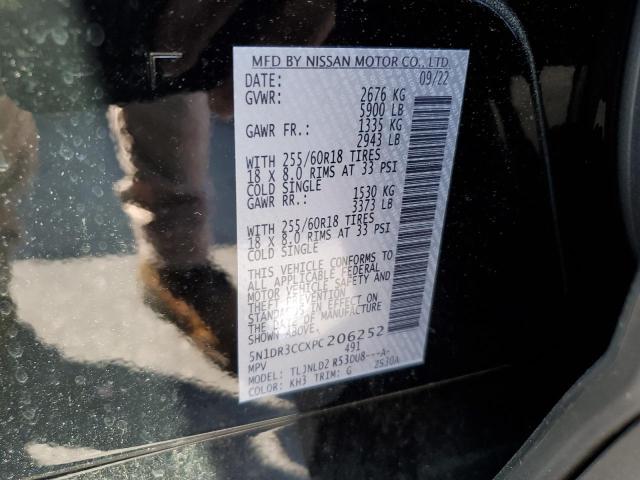 MFD BY NISSAN MOTOR CO., LTD
DATE: 09/22
GVWR: 2676 KG
5900 LB
GAWR FR.: 1335 KG
2943 LB
WITH 255/60R18 TIRES
18 X 8.0 RIMS AT 33 PSI
COLD SINGLE
GAWR RR.: 1530 KG
3373 LB
WITH 255/60R18 TIRES
18 X 8.0 RIMS AT 33 PSI
COLD SINGLE
THIS VEHICLE CONFORMS TO
ALL APPLICABLE FEDERAL
MOTOR VEHICLE SAFETY AND
THEFT PREVENTION
STANDARDS IN EFFECT ON
THE DATE OF MANUFACTURE
SHOWN ABOVE.
5N1DR3CCXPC206252
MPV 491
MODEL: TLJNLD2 R53DU8---A-
COLOR: KH3 TRIM: G Z530A